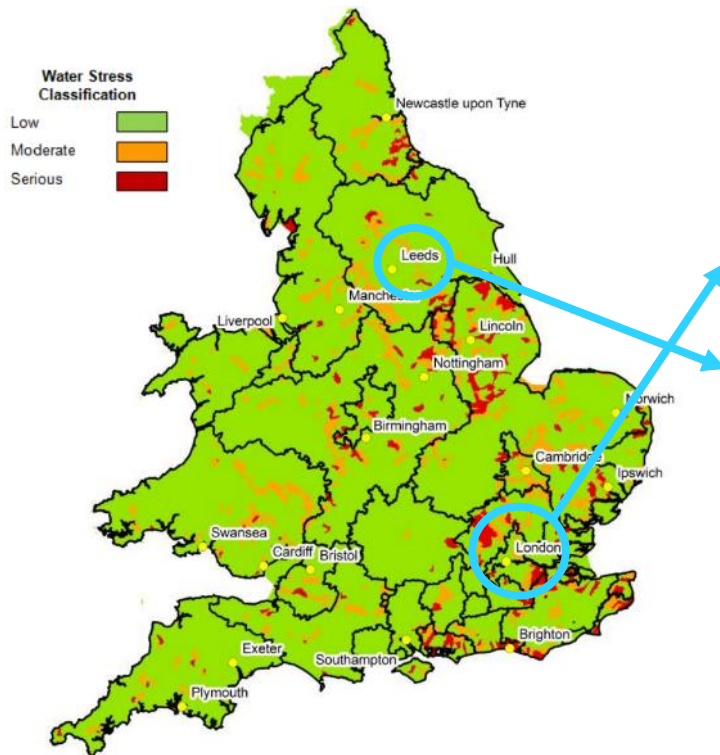 Water Stress
Classification
Low
Moderate
Serious
Newcastle upon Tyne
Leeds
Hull
Manchester
Liverpool
Lincoln
Nottingham
Norwich
Birmingham
Cambridge
Ipswich
Swansea
Cardiff
Bristol
London
Brighton
Southampton
Exeter
Plymouth